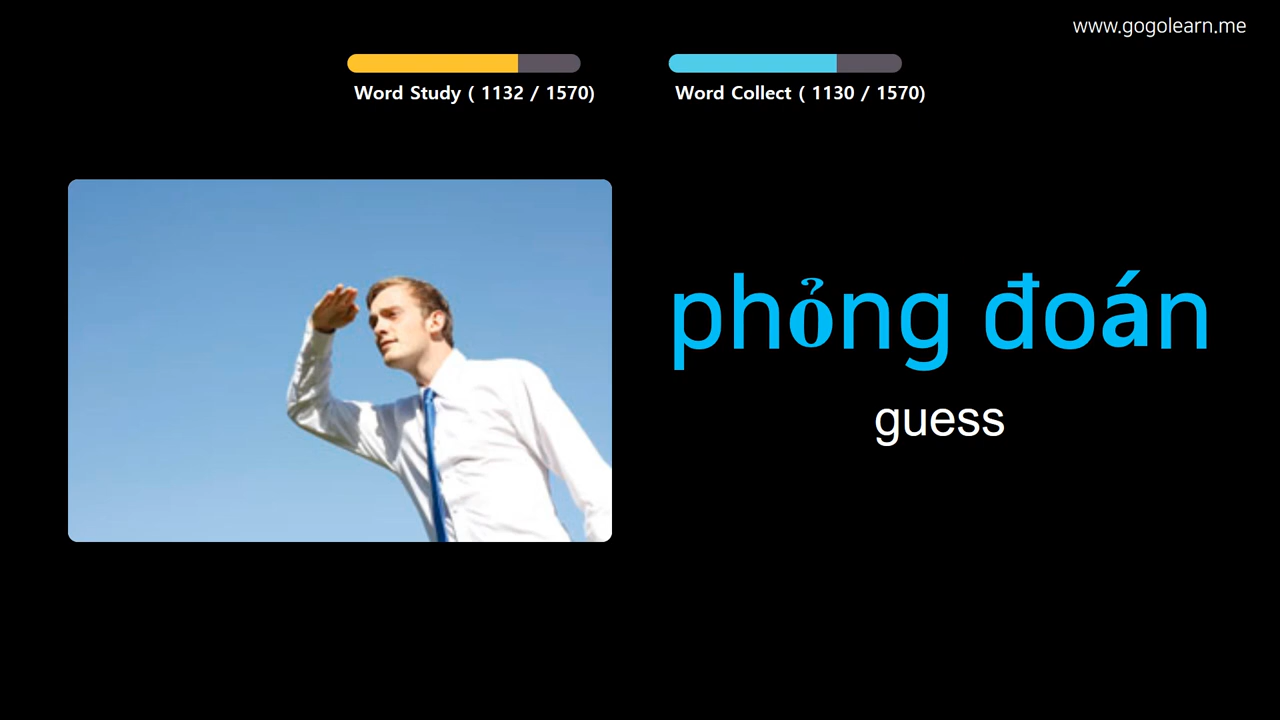 www.gogolearn.me
Word Study ( 1132 / 1570)
Word Collect ( 1130 / 1570)
phỏng đoán
guess